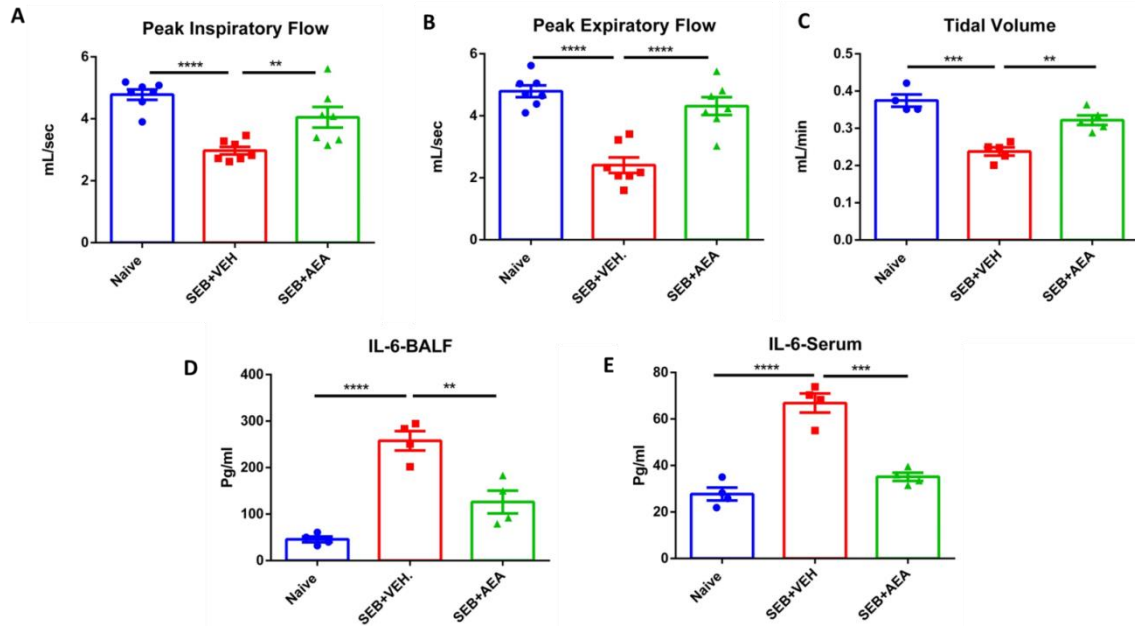 A
Peak Inspiratory Flow
****
**
6
4
2
0
mL/sec
Naive
SEB+VEH
SEB+AEA
B
Peak Expiratory Flow
****
****
6
4
2
0
mL/sec
Naive
SEB+VEH.
SEB+AEA
C
Tidal Volume
***
**
0.5
0.4
0.3
0.2
0.1
0.0
mL/min
Naive
SEB+VEH
SEB+AEA
D
IL-6-BALF
****
**
400
300
200
100
0
Pg/ml
Naive
SEB+VEH.
SEB+AEA
E
IL-6-Serum
****
***
80
60
40
20
0
Pg/ml
Naive
SEB+VEH
SEB+AEA